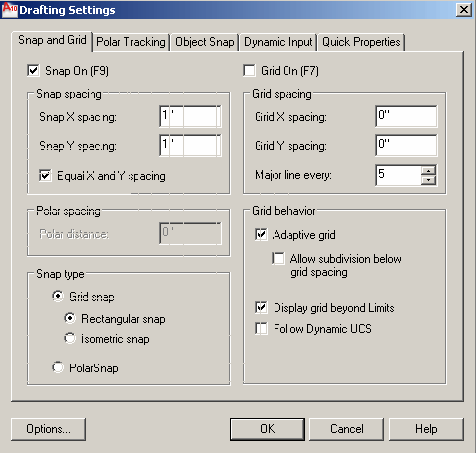 A10 Drafting Settings
Snap and Grid Polar Tracking Object Snap Dynamic Input Quick Properties
Snap On (F9)
Grid On (F7)
Snap spacing
Snap X spacing: 1"
Snap Y spacing: 1"
Equal X and Y spacing
Grid spacing
Grid X spacing: 0"
Grid Y spacing: 0"
Major line every: 5
Polar spacing
Polar distance: 0"
Grid behavior
Adaptive grid
Allow subdivision below
grid spacing
Display grid beyond Limits
Follow Dynamic UCS
Snap type
Grid snap
Rectangular snap
Isometric snap
PolarSnap
Options... OK Cancel Help